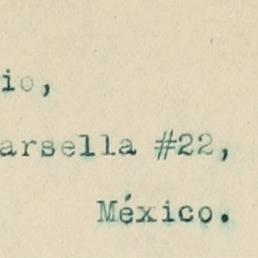 io,
arsella #22,
México.